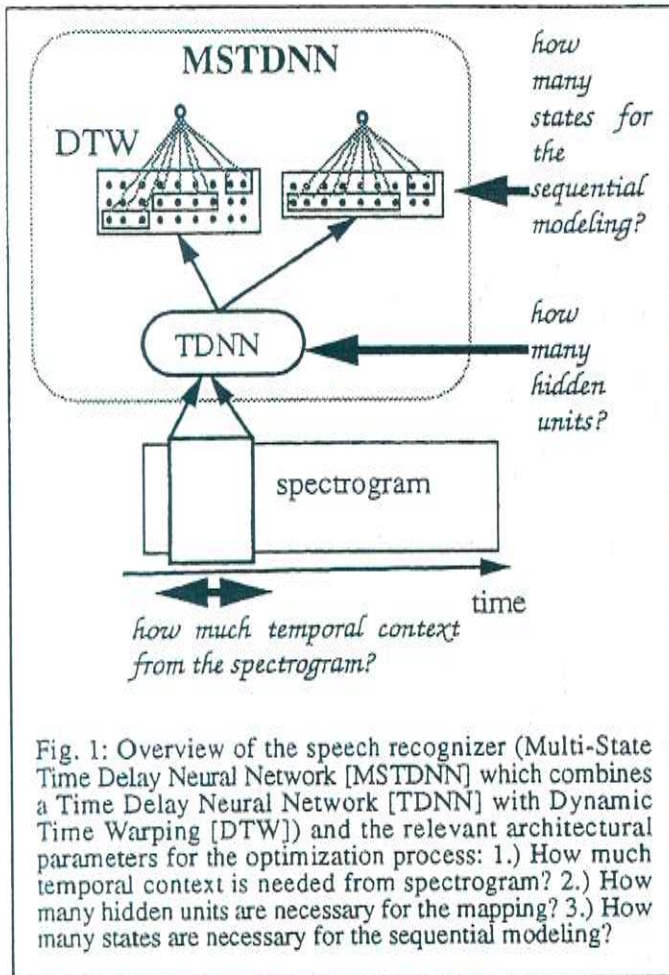 MSTDNN
DTW
TDNN
how
many
states for
the
sequential
modeling?
how
many
hidden
units?
spectrogram
time
how much temporal context
from the spectrogram?
Fig. 1: Overview of the speech recognizer (Multi-State
Time Delay Neural Network [MSTDNN] which combines
a Time Delay Neural Network [TDNN] with Dynamic
Time Warping [DTW]) and the relevant architectural
parameters for the optimization process: 1.) How much
temporal context is needed from spectrogram? 2.) How
many hidden units are necessary for the mapping? 3.) How
many states are necessary for the sequential modeling?